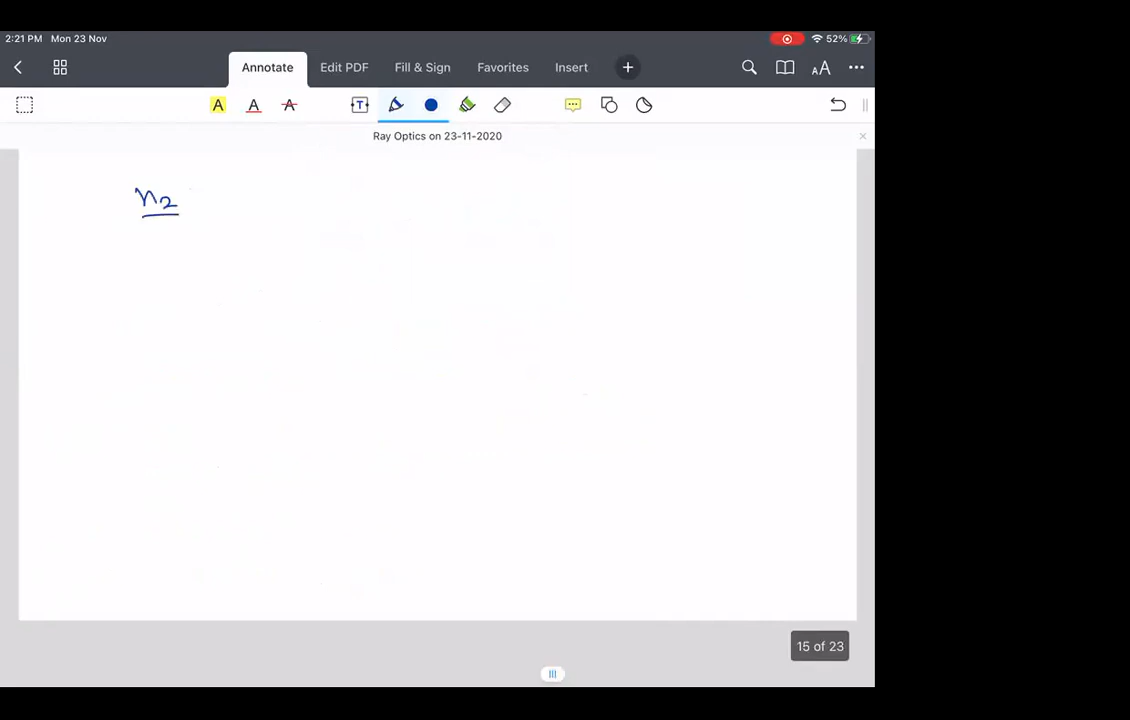 2:21 PM Mon 23 Nov 52%
Annotate Edit PDF Fill & Sign Favorites Insert
A A A T AA
Ray Optics on 23-11-2020
n2
15 of 23